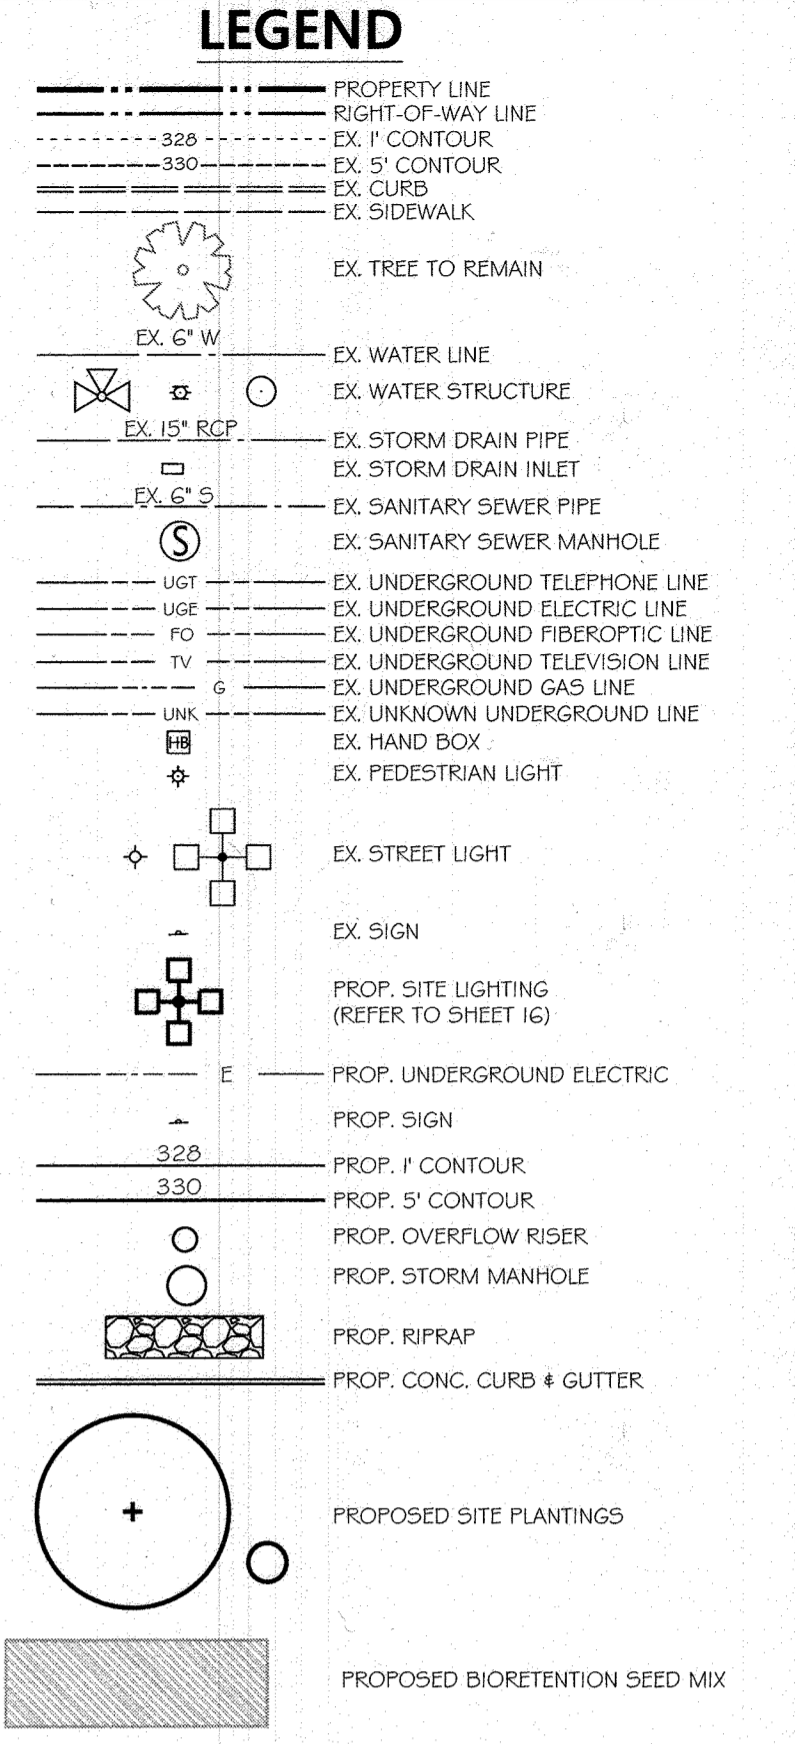 LEGEND
PROPERTY LINE
RIGHT-OF-WAY LINE
328 EX. 1' CONTOUR
330 EX. 5' CONTOUR
EX. CURB
EX. SIDEWALK
EX. TREE TO REMAIN
EX. 6" W
EX. WATER LINE
EX. WATER STRUCTURE
EX. 15" RCP
EX. STORM DRAIN PIPE
EX. STORM DRAIN INLET
EX. 6" S
EX. SANITARY SEWER PIPE
S EX. SANITARY SEWER MANHOLE
UGT EX. UNDERGROUND TELEPHONE LINE
UGE EX. UNDERGROUND ELECTRIC LINE
FO EX. UNDERGROUND FIBEROPTIC LINE
TV EX. UNDERGROUND TELEVISION LINE
G EX. UNDERGROUND GAS LINE
UNK EX. UNKNOWN UNDERGROUND LINE
HB EX. HAND BOX
EX. PEDESTRIAN LIGHT
EX. STREET LIGHT
EX. SIGN
PROP. SITE LIGHTING
(REFER TO SHEET 16)
E PROP. UNDERGROUND ELECTRIC
PROP. SIGN
328
PROP. 1' CONTOUR
330
PROP. 5' CONTOUR
PROP. OVERFLOW RISER
PROP. STORM MANHOLE
PROP. RIPRAP
PROP. CONC. CURB & GUTTER
PROPOSED SITE PLANTINGS
PROPOSED BIORETENTION SEED MIX